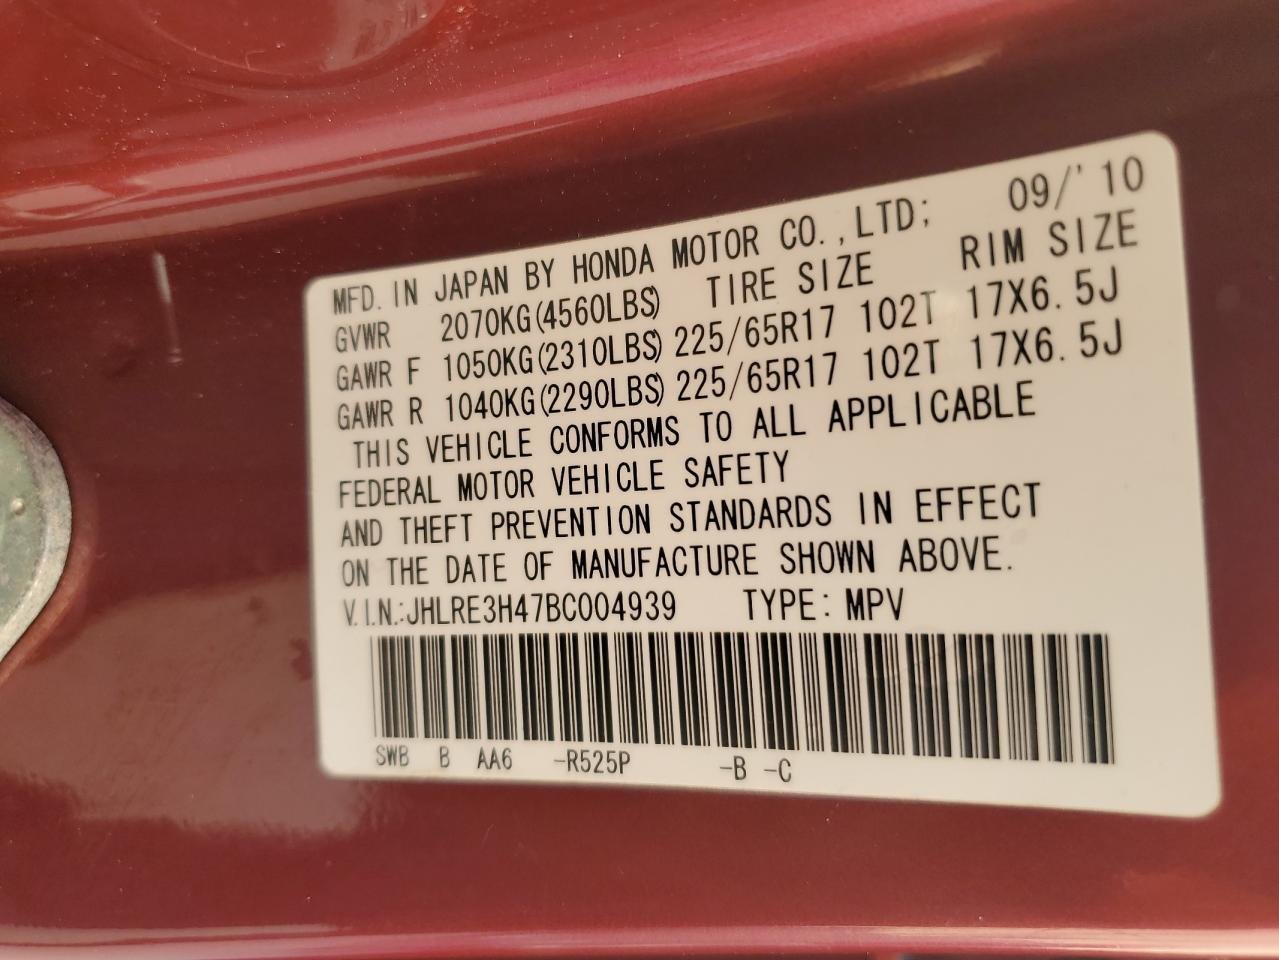 MFD. IN JAPAN BY HONDA MOTOR CO.,LTD; 09/'10
GVWR 2070KG(4560LBS) TIRE SIZE RIM SIZE
GAWR F 1050KG(2310LBS) 225/65R17 102T 17X6.5J
GAWR R 1040KG(2290LBS) 225/65R17 102T 17X6.5J
THIS VEHICLE CONFORMS TO ALL APPLICABLE
FEDERAL MOTOR VEHICLE SAFETY
AND THEFT PREVENTION STANDARDS IN EFFECT
ON THE DATE OF MANUFACTURE SHOWN ABOVE.
V.I.N.:JHLRE3H47BC004939 TYPE: MPV
SWB B AA6 -R525P -B -C